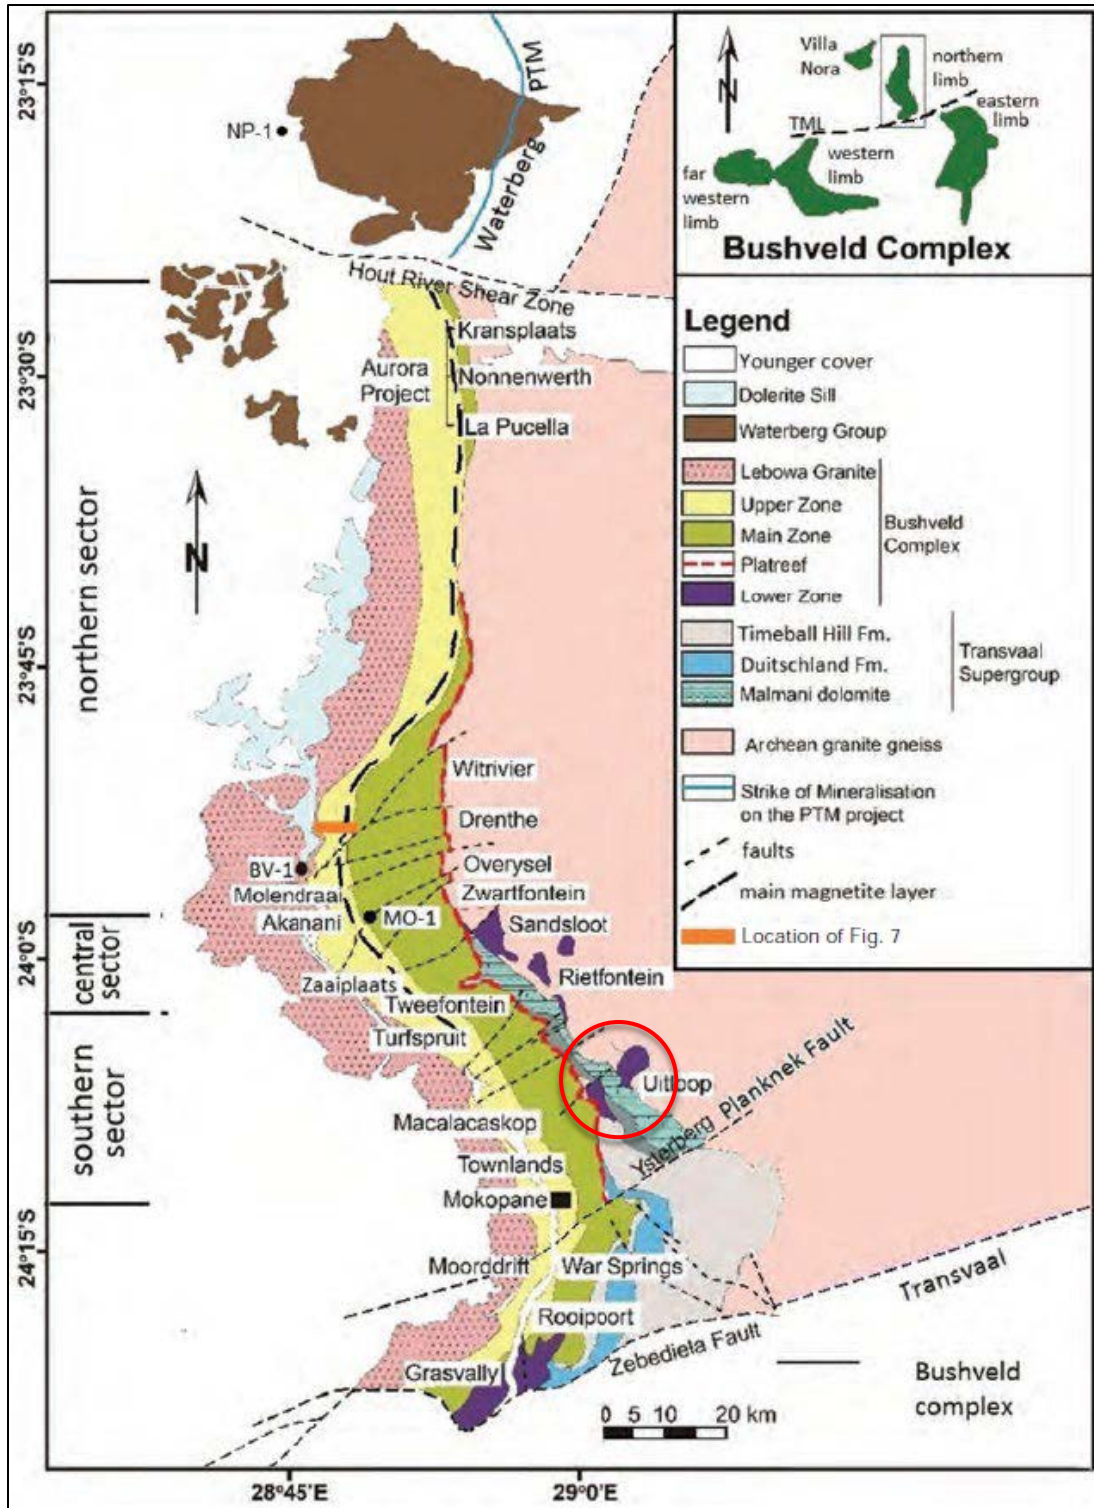 23°15'S
23°30'S
23°45'S
24°0'S
24°15'S
28°45'E
29°0'E
northern sector
central
sector
southern
sector
N
NP-1
PTM
Waterberg
Hout River Shear Zone
Kransplaats
Aurora
Project
Nonnenwerth
La Pucella
Witrivier
Drenthe
Overysel
BV-1
Molendraai
Zwartfontein
Akanani
MO-1
Sandsloot
Zaaiplaats
Rietfontein
Tweefontein
Turfspruit
Uitloop
Macalacaskop
Ysterberg Planknek Fault
Townlands
Mokopane
Moorddrift
War Springs
Transvaal
Rooipoort
Zebediela Fault
Grasvally
Bushveld
complex
0 5 10 20 km
N
Villa
Nora
northern
limb
eastern
limb
TML
western
limb
far
western
limb
Bushveld Complex
Legend
Younger cover
Dolerite Sill
Waterberg Group
Lebowa Granite
Upper Zone
Main Zone
Platreef
Lower Zone
Bushveld
Complex
Timeball Hill Fm.
Duitschland Fm.
Malmani dolomite
Transvaal
Supergroup
Archean granite gneiss
Strike of Mineralisation
on the PTM project
faults
main magnetite layer
Location of Fig. 7